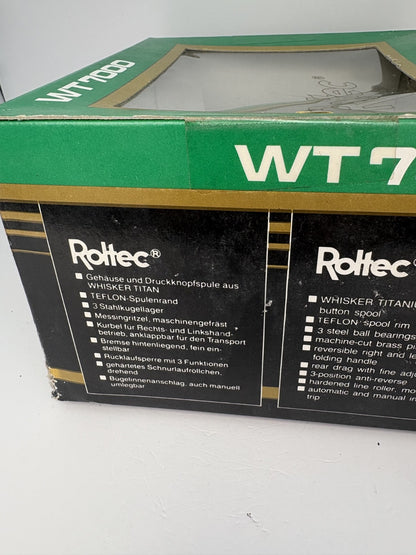 WT 7000
WT 7
Roltec®
Gehäuse und Druckknopfspule aus
WHISKER TITAN
TEFLON-Spulenrand
3 Stahlkugellager
Messingritzel, maschinengefräst
Kurbel für Rechts- und Linkshand-
betrieb, anklappbar für den Transport
Bremse hintenliegend, fein ein-
stellbar
Rucklaufsperre mit 3 Funktionen
gehärtetes Schnurlaufröllchen,
drehend
Bügelinnenanschlag, auch manuell
umlegbar
Roltec
WHISKER TITANI
button spool
TEFLON spool rim
3 steel ball bearings
machine-cut brass pi
reversible right and le
folding handle
rear drag with fine adj
3-position anti-reverse
hardened line roller, mo
automatic and manual in
trip